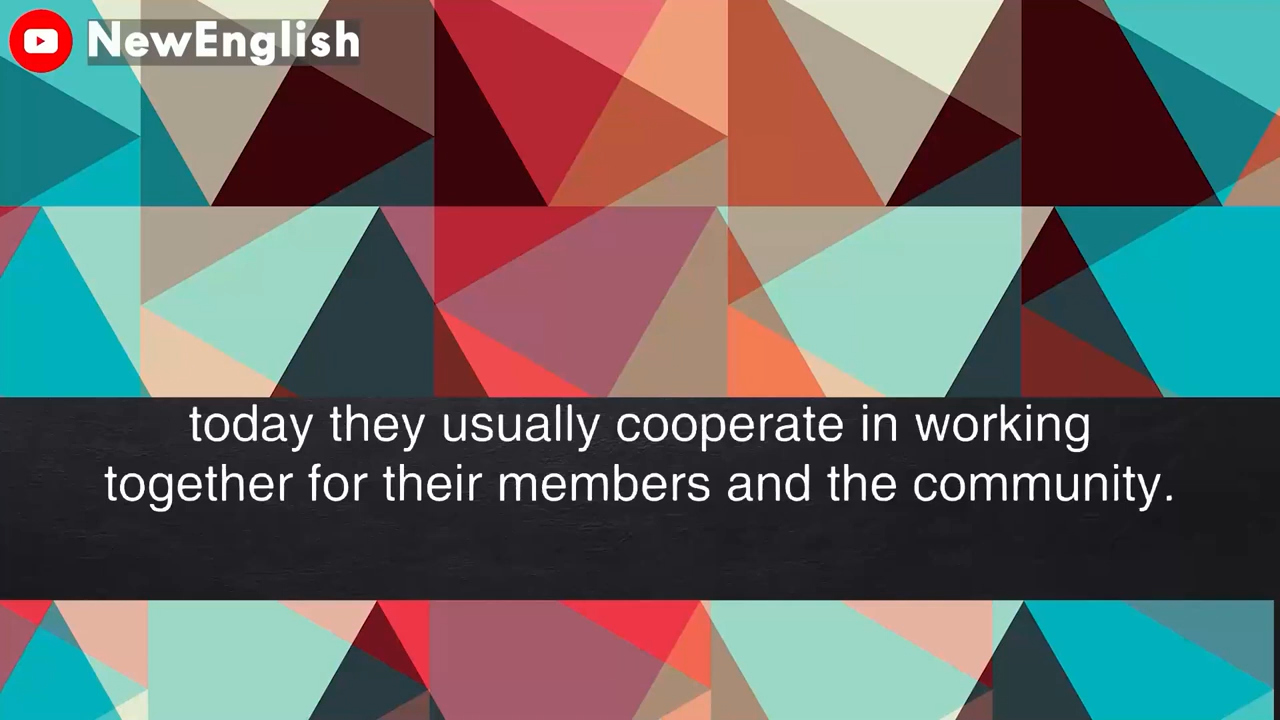 NewEnglish
today they usually cooperate in working
together for their members and the community.